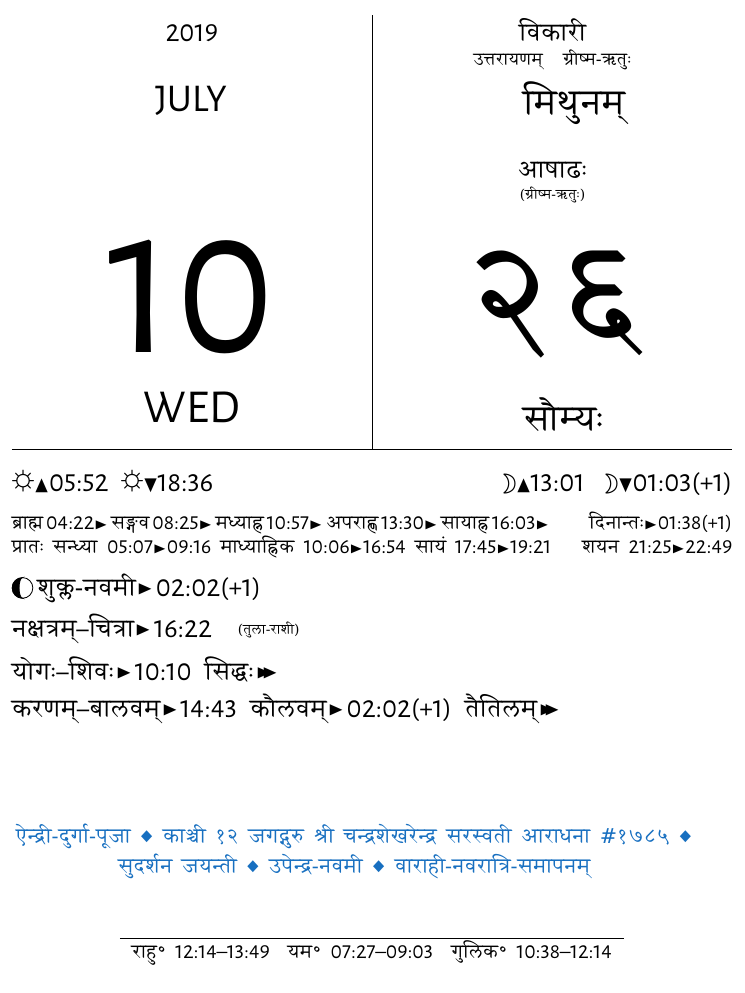 2019
JULY
10
WED
विकारी
उत्तरायणम् ग्रीष्म-ऋतुः
मिथुनम्
आषाढः
(ग्रीष्म-ऋतुः)
२६
सौम्यः
☼▲05:52 ☼▼18:36 ☽▲13:01 ☽▼01:03(+1)
ब्राह्म 04:22► सङ्गव 08:25► मध्याह्न 10:57► अपराह्ण 13:30► सायाह्न 16:03► दिनान्तः►01:38(+1)
प्रातः सन्ध्या 05:07►09:16 माध्याह्निक 10:06►16:54 सायं 17:45►19:21 शयन 21:25►22:49
शुक्ल-नवमी► 02:02(+1)
नक्षत्रम्–चित्रा►16:22 (तुला-राशी)
योगः–शिवः►10:10 सिद्धः►►
करणम्–बालवम्►14:43 कौलवम्►02:02(+1) तैतिलम्►►
ऐन्द्री-दुर्गा-पूजा ◆ काञ्ची १२ जगद्गुरु श्री चन्द्रशेखरेन्द्र सरस्वती आराधना #१७८५ ◆
सुदर्शन जयन्ती ◆ उपेन्द्र-नवमी ◆ वाराही-नवरात्रि-समापनम्
राहु° 12:14–13:49 यम° 07:27–09:03 गुलिक° 10:38–12:14